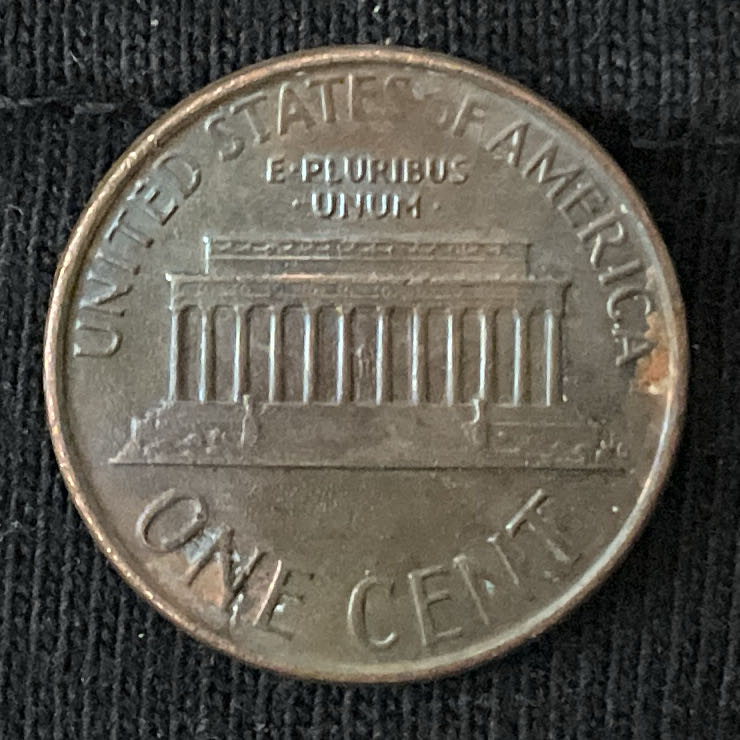 UNITED STATES OF AMERICA
E·PLURIBUS
·UNUM·
ONE CENT